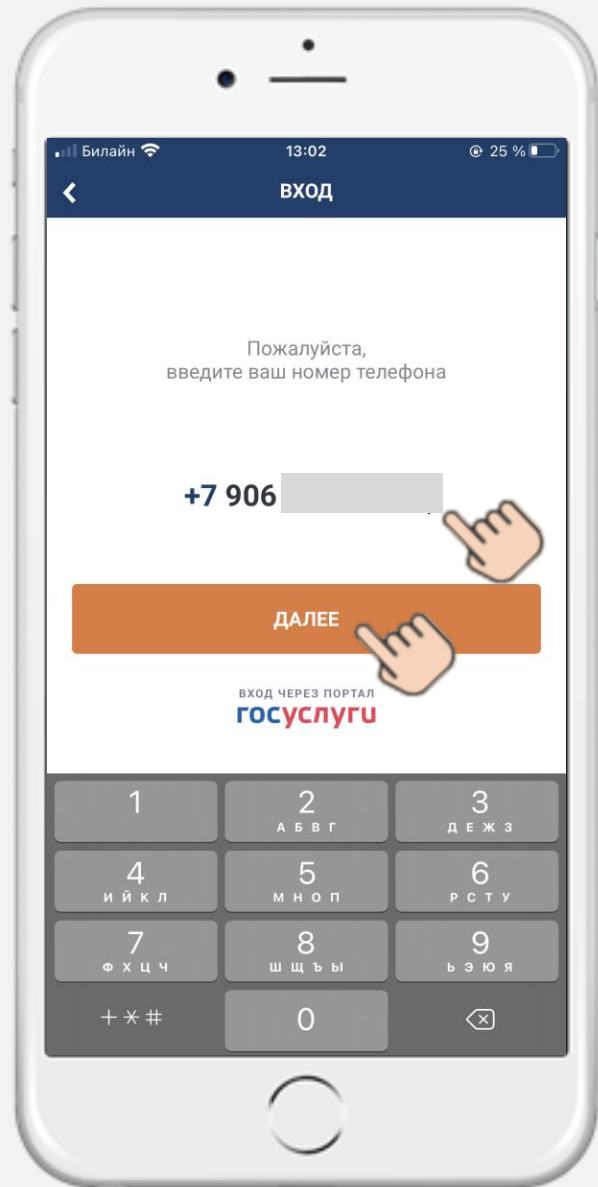 Билайн 13:02 25 %
ВХОД
Пожалуйста,
введите ваш номер телефона
+7 906
ДАЛЕЕ
ВХОД ЧЕРЕЗ ПОРТАЛ
госуслуги
1 2 3
АБВГ ДЕЖЗ
4 5 6
ИЙКЛ МНОП РСТУ
7 8 9
ФХЦЧ ШЩЪЫ ЬЭЮЯ
+*# 0